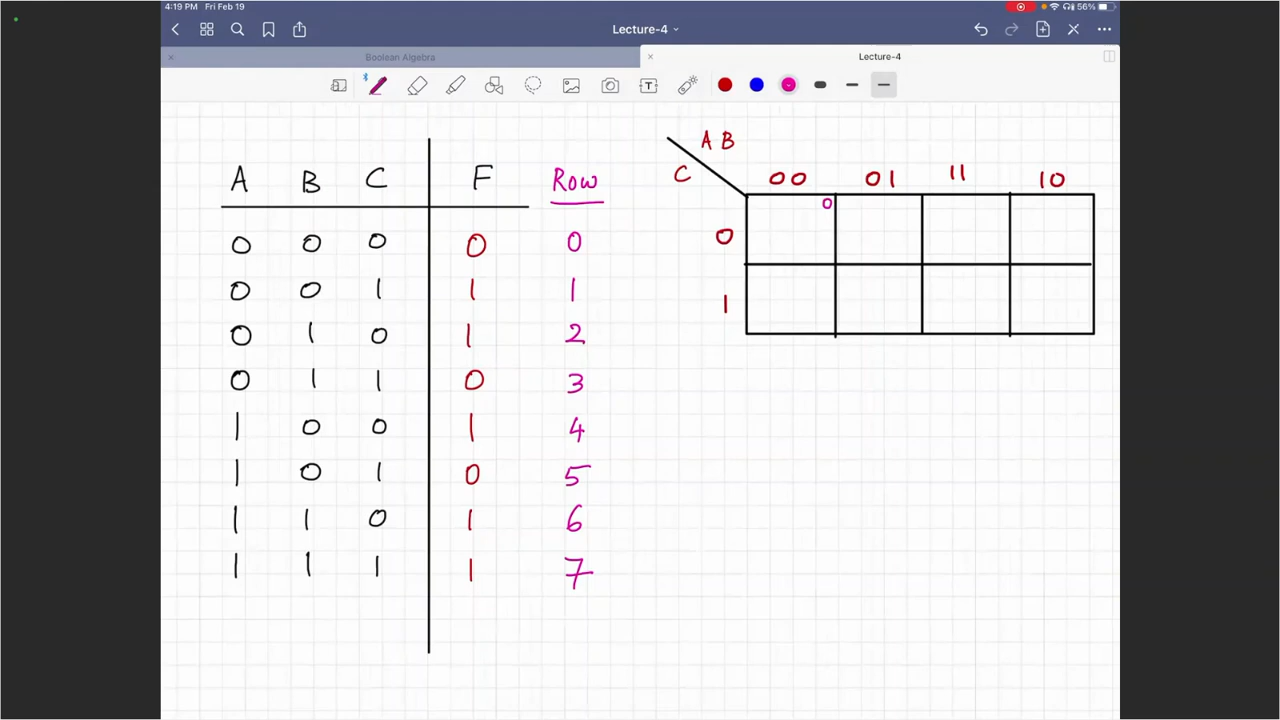 4:19 PM Fri Feb 19
56%
Lecture-4
Boolean Algebra
Lecture-4
T
A B C F Row
0 0 0 0 0
0 0 1 1 1
0 1 0 1 2
0 1 1 0 3
1 0 0 1 4
1 0 1 0 5
1 1 0 1 6
1 1 1 1 7
A B
C
00 01 11 10
0
0
1